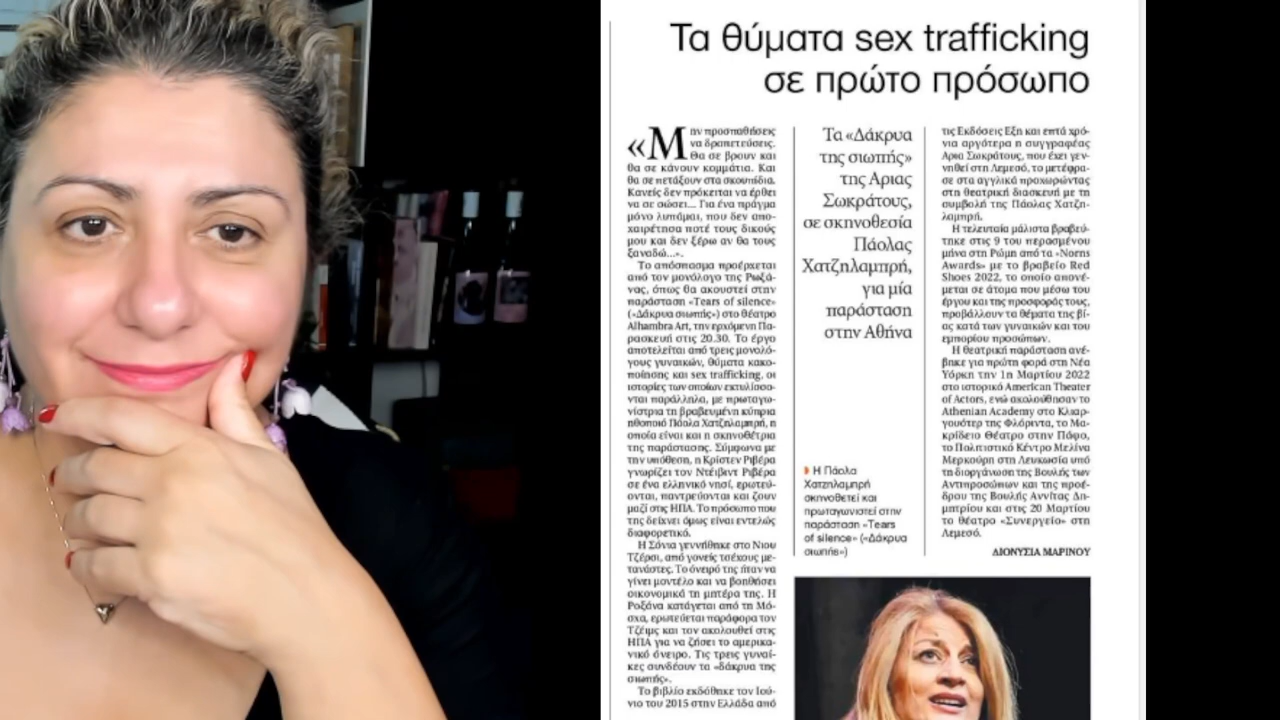 Τα θύματα sex trafficking
σε πρώτο πρόσωπο
«Μην προσπαθήσεις
να δραπετεύσεις.
Θα σε βρουν και
θα σε κάνουν κομμάτια. Και
θα σε πετάξουν στα σκουπίδια.
Κανείς δεν πρόκειται να έρθει
να σε σώσει... Για ένα πράγμα
μόνο λυπάμαι, που δεν απο-
χαιρέτησα ποτέ τους δικούς
μου και δεν ξέρω αν θα τους
ξαναδώ...».
Το απόσπασμα προέρχεται
από τον μονόλογο της Ρωξά-
νας, όπως θα ακουστεί στην
παράσταση «Tears of silence»
(«Δάκρυα σιωπής») στο θέατρο
Alhambra Art, την ερχόμενη Πα-
ρασκευή στις 20.30. Το έργο
αποτελείται από τρεις μονολό-
γους γυναικών, θύματα κακο-
ποίησης και sex trafficking, οι
ιστορίες των οποίων εκτυλίσσο-
νται παράλληλα, με πρωταγω-
νίστρια τη βραβευμένη κύπρια
ηθοποιό Πάολα Χατζηλαμπρή, η
οποία είναι και η σκηνοθέτρια
της παράστασης. Σύμφωνα με
την υπόθεση, η Κρίστεν Ριβέρα
γνωρίζει τον Ντέιβιντ Ριβέρα
σε ένα ελληνικό νησί, ερωτεύ-
ονται, παντρεύονται και ζουν
μαζί στις ΗΠΑ. Το πρόσωπο που
της δείχνει όμως είναι εντελώς
διαφορετικό.
Η Σόνια γεννήθηκε στο Νιου
Τζέρσι, από γονείς τσέχους με-
τανάστες. Το όνειρό της ήταν να
γίνει μοντέλο και να βοηθήσει
οικονομικά τη μητέρα της. Η
Ροξάνα κατάγεται από τη Μό-
σχα, ερωτεύεται παράφορα τον
Τζέιμς και τον ακολουθεί στις
ΗΠΑ για να ζήσει το αμερικα-
νικό όνειρο. Τις τρεις γυναί-
κες συνδέουν τα «δάκρυα της
σιωπής».
Το βιβλίο εκδόθηκε τον Ιού-
νιο του 2015 στην Ελλάδα από
Τα «Δάκρυα
της σιωπής»
της Αριας
Σωκράτους,
σε σκηνοθεσία
Πάολας
Χατζηλαμπρή,
για μία
παράσταση
στην Αθήνα
Η Πάολα
Χατζηλαμπρή
σκηνοθετεί και
πρωταγωνιστεί στην
παράσταση «Tears
of silence» («Δάκρυα
σιωπής»)
τις Εκδόσεις Εξη και επτά χρό-
νια αργότερα η συγγραφέας
Αρια Σωκράτους, που έχει γεν-
νηθεί στη Λεμεσό, το μετέφρα-
σε στα αγγλικά προχωρώντας
στη θεατρική διασκευή με τη
συμβολή της Πάολας Χατζη-
λαμπρή.
Η τελευταία μάλιστα βραβεύ-
τηκε στις 9 του περασμένου
μήνα στη Ρώμη από τα «Norns
Awards» με το βραβείο Red
Shoes 2022, το οποίο απονέ-
μεται σε άτομα που μέσω του
έργου και της προσφοράς τους,
προβάλλουν τα θέματα της βί-
ας κατά των γυναικών και του
εμπορίου προσώπων.
Η θεατρική παράσταση ανέ-
βηκε για πρώτη φορά στη Νέα
Υόρκη την 1η Μαρτίου 2022
στο ιστορικό American Theater
of Actors, ενώ ακολούθησαν το
Athenian Academy στο Κλιαρ-
γουότερ της Φλόριντα, το Μα-
κρίδειο Θέατρο στην Πάφο,
το Πολιτιστικό Κέντρο Μελίνα
Μερκούρη στη Λευκωσία υπό
τη διοργάνωση της Βουλής των
Αντιπροσώπων και της προέ-
δρου της Βουλής Αννίτας Δη-
μητρίου και στις 20 Μαρτίου
το θέατρο «Συνεργείο» στη
Λεμεσό.
ΔΙΟΝΥΣΙΑ ΜΑΡΙΝΟΥ